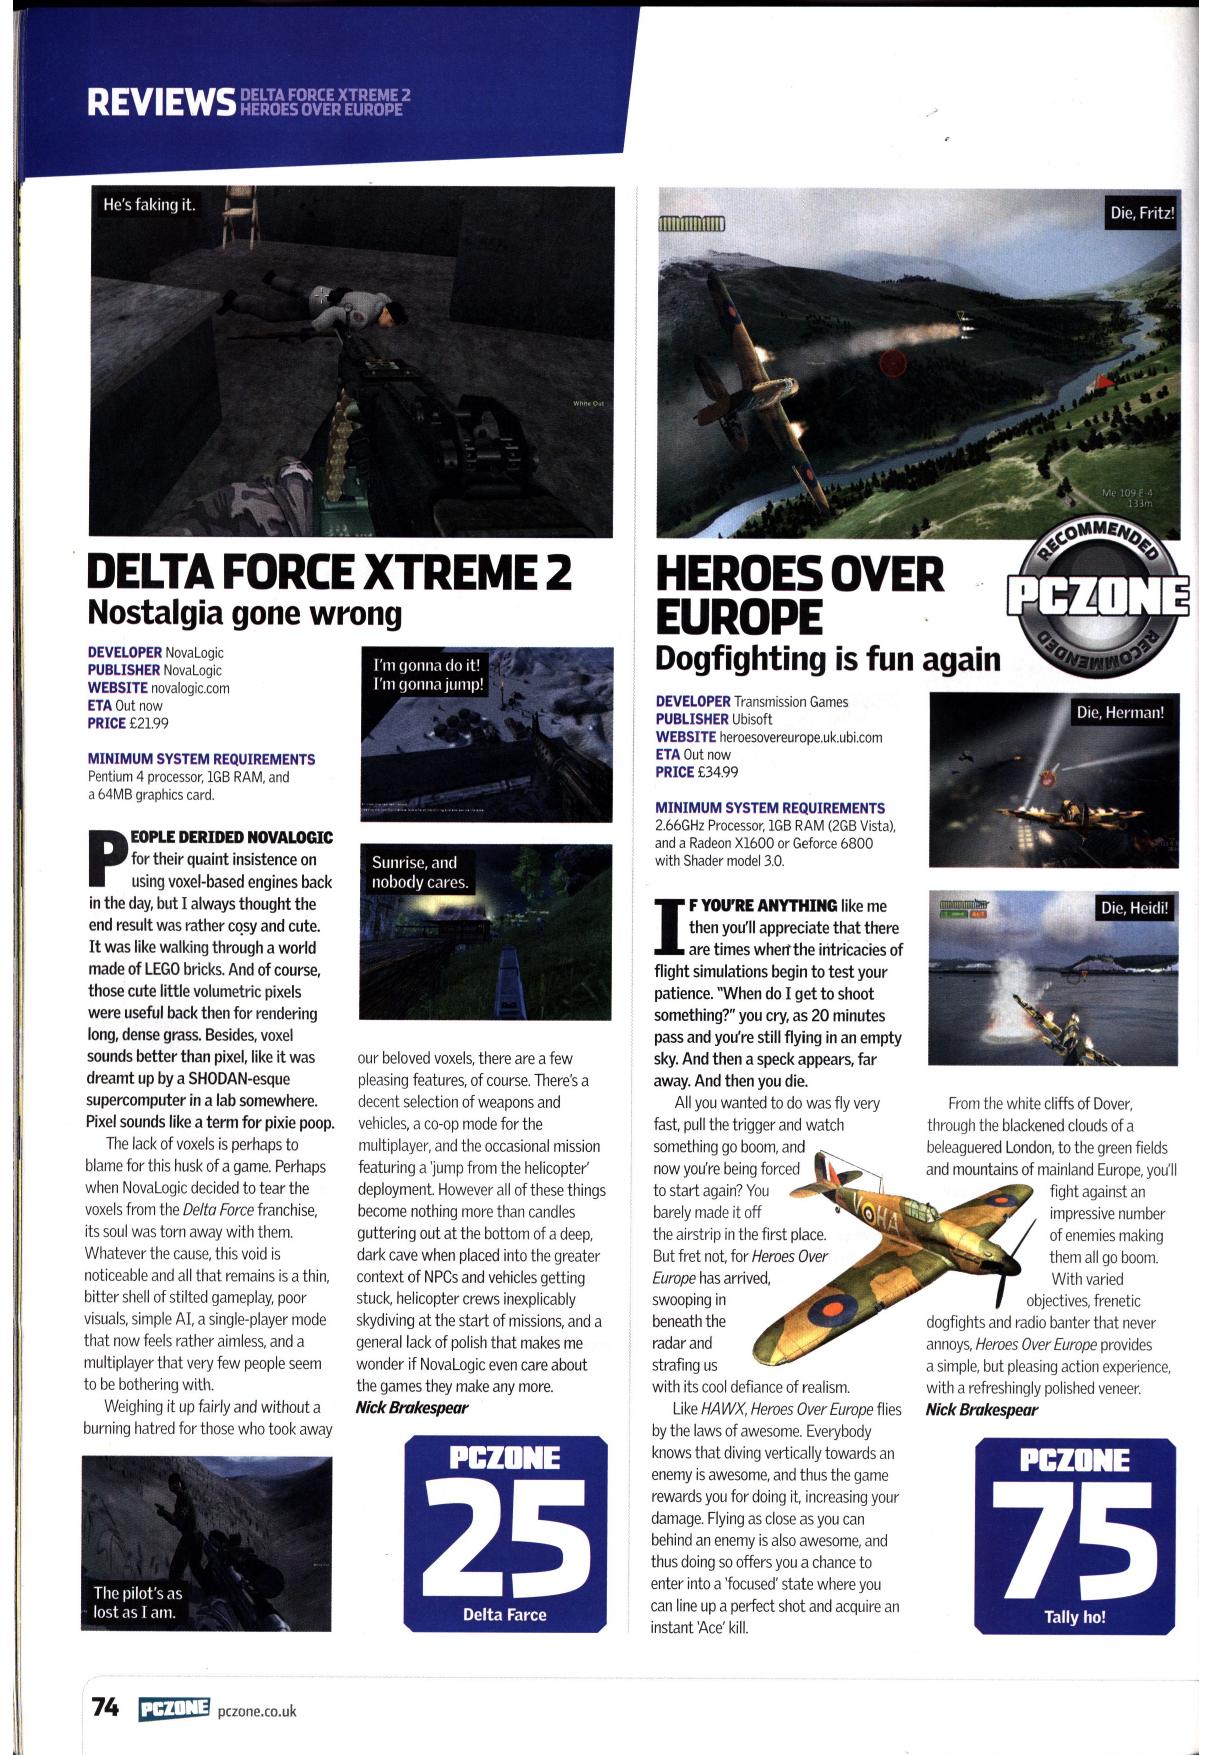 REVIEWS DELTA FORCE XTREME 2
HEROES OVER EUROPE
He's faking it.
White Out
DELTA FORCE XTREME 2
Nostalgia gone wrong
DEVELOPER NovaLogic
PUBLISHER NovaLogic
WEBSITE novalogic.com
ETA Out now
PRICE £21.99
MINIMUM SYSTEM REQUIREMENTS
Pentium 4 processor, 1GB RAM, and
a 64MB graphics card.
PEOPLE DERIDED NOVALOGIC
for their quaint insistence on
using voxel-based engines back
in the day, but I always thought the
end result was rather cosy and cute.
It was like walking through a world
made of LEGO bricks. And of course,
those cute little volumetric pixels
were useful back then for rendering
long, dense grass. Besides, voxel
sounds better than pixel, like it was
dreamt up by a SHODAN-esque
supercomputer in a lab somewhere.
Pixel sounds like a term for pixie poop.
The lack of voxels is perhaps to
blame for this husk of a game. Perhaps
when NovaLogic decided to tear the
voxels from the Delta Force franchise,
its soul was torn away with them.
Whatever the cause, this void is
noticeable and all that remains is a thin,
bitter shell of stilted gameplay, poor
visuals, simple AI, a single-player mode
that now feels rather aimless, and a
multiplayer that very few people seem
to be bothering with.
Weighing it up fairly and without a
burning hatred for those who took away
The pilot's as
lost as I am.
I'm gonna do it!
I'm gonna jump!
Sunrise, and
nobody cares.
our beloved voxels, there are a few
pleasing features, of course. There's a
decent selection of weapons and
vehicles, a co-op mode for the
multiplayer, and the occasional mission
featuring a 'jump from the helicopter'
deployment. However all of these things
become nothing more than candles
guttering out at the bottom of a deep,
dark cave when placed into the greater
context of NPCs and vehicles getting
stuck, helicopter crews inexplicably
skydiving at the start of missions, and a
general lack of polish that makes me
wonder if NovaLogic even care about
the games they make any more.
Nick Brakespear
PCZONE
25
Delta Farce
Die, Fritz!
Me 109 E-4
133m
RECOMMENDED
PCZONE
RECOMMENDED
HEROES OVER
EUROPE
Dogfighting is fun again
DEVELOPER Transmission Games
PUBLISHER Ubisoft
WEBSITE heroesovereurope.uk.ubi.com
ETA Out now
PRICE £34.99
MINIMUM SYSTEM REQUIREMENTS
2.66GHz Processor, 1GB RAM (2GB Vista),
and a Radeon X1600 or Geforce 6800
with Shader model 3.0.
IF YOU'RE ANYTHING like me
then you'll appreciate that there
are times when the intricacies of
flight simulations begin to test your
patience. "When do I get to shoot
something?" you cry, as 20 minutes
pass and you're still flying in an empty
sky. And then a speck appears, far
away. And then you die.
All you wanted to do was fly very
fast, pull the trigger and watch
something go boom, and
now you're being forced
to start again? You
barely made it off
the airstrip in the first place.
But fret not, for Heroes Over
Europe has arrived,
swooping in
beneath the
radar and
strafing us
with its cool defiance of realism.
Like HAWX, Heroes Over Europe flies
by the laws of awesome. Everybody
knows that diving vertically towards an
enemy is awesome, and thus the game
rewards you for doing it, increasing your
damage. Flying as close as you can
behind an enemy is also awesome, and
thus doing so offers you a chance to
enter into a 'focused' state where you
can line up a perfect shot and acquire an
instant 'Ace' kill.
Die, Herman!
Die, Heidi!
V HA
From the white cliffs of Dover,
through the blackened clouds of a
beleaguered London, to the green fields
and mountains of mainland Europe, you'll
fight against an
impressive number
of enemies making
them all go boom.
With varied
objectives, frenetic
dogfights and radio banter that never
annoys, Heroes Over Europe provides
a simple, but pleasing action experience,
with a refreshingly polished veneer.
Nick Brakespear
PCZONE
75
Tally ho!
74 PCZONE pczone.co.uk